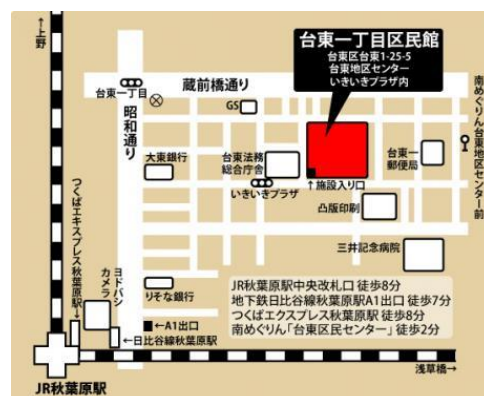 ←上野
台東一丁目区民館
台東区台東1-25-5
台東地区センター
いきいきプラザ内
台東一丁目
蔵前橋通り
昭和通り
GS
南めぐりん台東地区センター前
大東銀行
台東法務
総合庁舎
台東一
郵便局
いきいきプラザ
↑施設入り口
凸版印刷
三井記念病院
つくばエキスプレス秋葉原駅→
ヨドバシ
カメラ
りそな銀行
←A1出口
←日比谷線秋葉原駅
JR秋葉原駅中央改札口 徒歩8分
地下鉄日比谷線秋葉原駅A1出口 徒歩7分
つくばエクスプレス秋葉原駅 徒歩8分
南めぐりん「台東区民センター」徒歩2分
JR秋葉原駅
浅草橋→